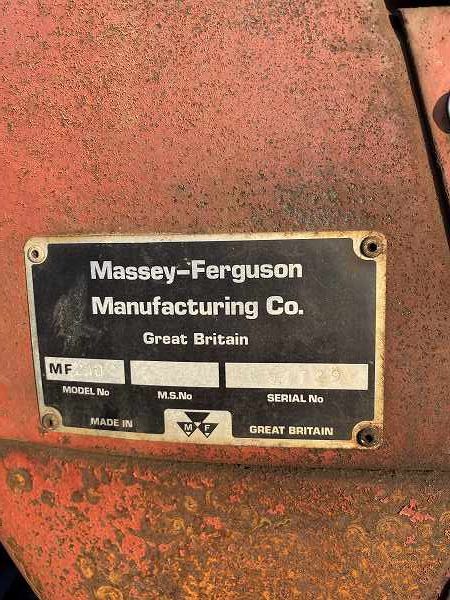 Massey-Ferguson
Manufacturing Co.
Great Britain
MF
MODEL No M.S.No SERIAL No
MADE IN M F GREAT BRITAIN